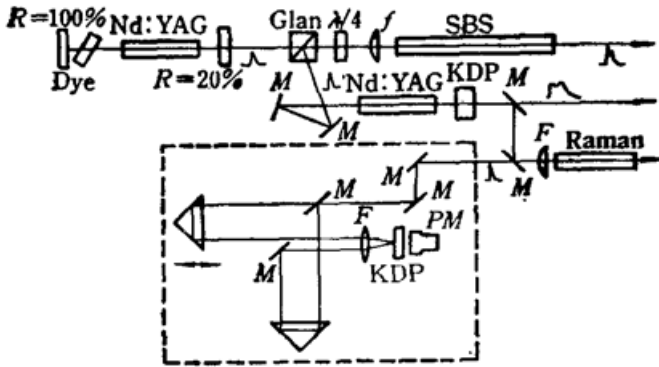 R=100% Nd:YAG Glan λ/4 f SBS
Dye R=20%
M Nd:YAG KDP M
M F Raman
M M
M M
F PM
M KDP